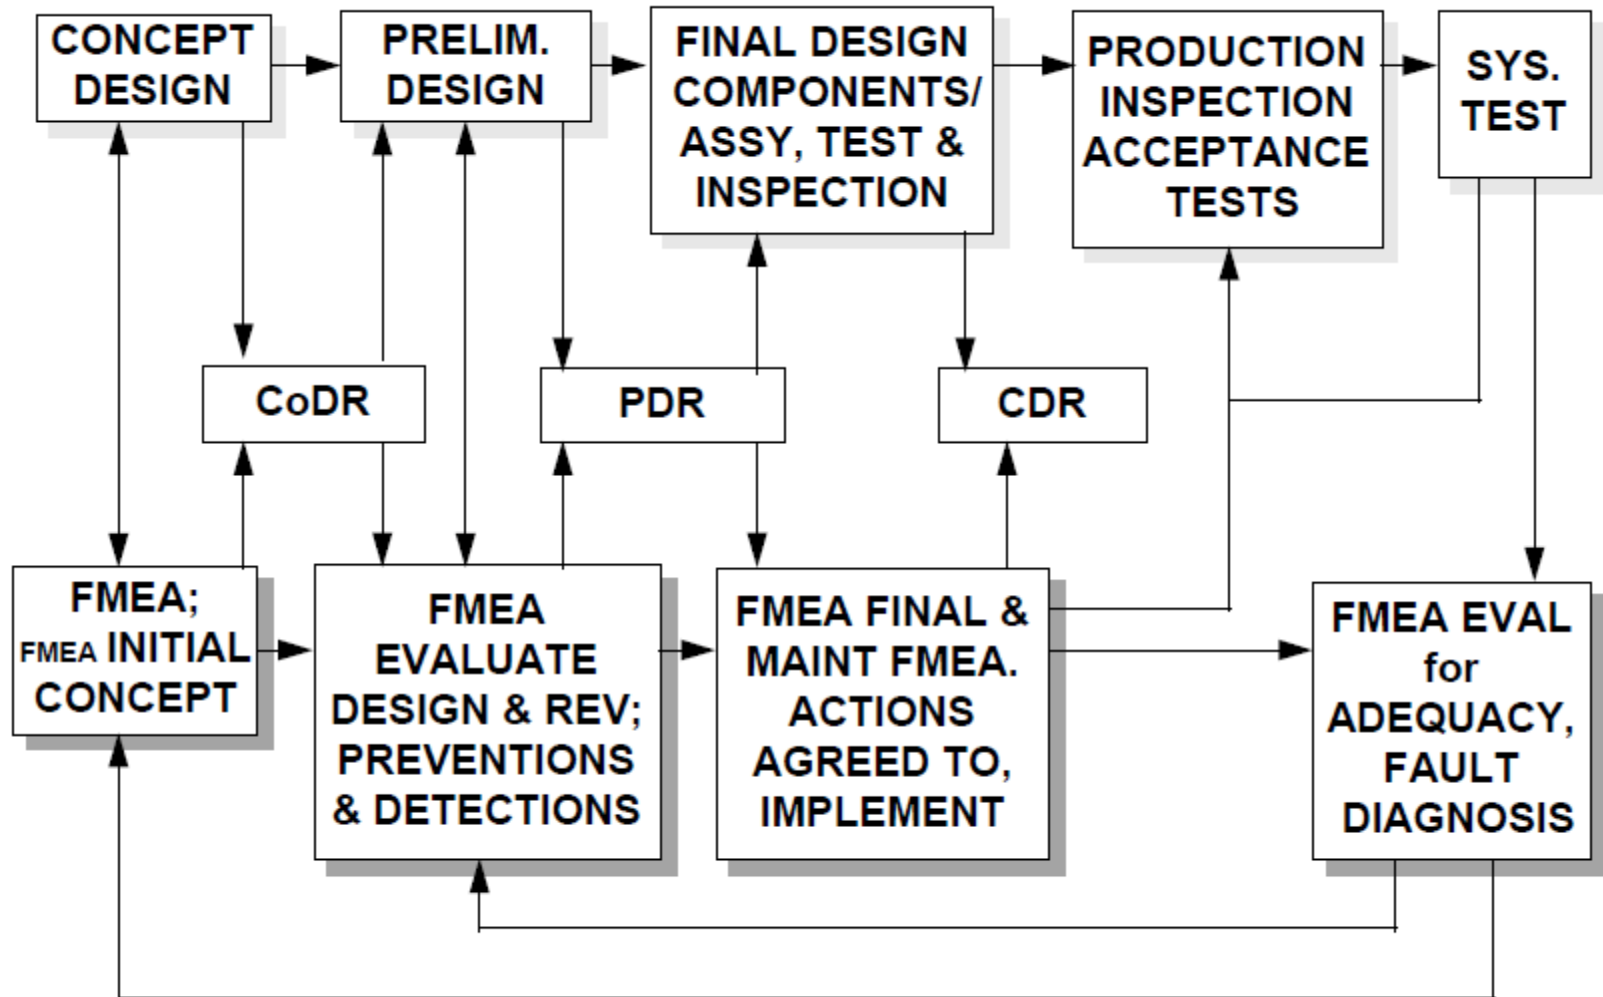 CONCEPT
DESIGN
PRELIM.
DESIGN
FINAL DESIGN
COMPONENTS/
ASSY, TEST &
INSPECTION
PRODUCTION
INSPECTION
ACCEPTANCE
TESTS
SYS.
TEST
CoDR
PDR
CDR
FMEA;
FMEA INITIAL
CONCEPT
FMEA
EVALUATE
DESIGN & REV;
PREVENTIONS
& DETECTIONS
FMEA FINAL &
MAINT FMEA.
ACTIONS
AGREED TO,
IMPLEMENT
FMEA EVAL
for
ADEQUACY,
FAULT
DIAGNOSIS